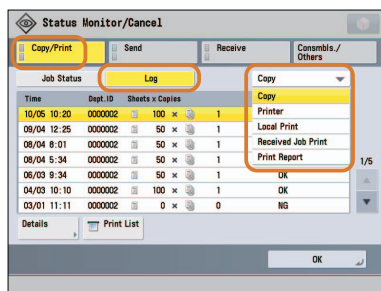 Status Monitor/Cancel
Copy/Print Send Receive Consmbls./
Others
Job Status Log Copy
Time Dept.ID Sheets x Copies Copy
10/05 10:20 0000002 100 × 1 Printer
09/04 12:25 0000002 50 × 1 Local Print
08/04 8:01 0000002 50 × 1 Received Job Print
08/04 5:34 0000002 50 × 1 Print Report 1/5
06/03 9:34 0000002 50 × 1 OK
04/03 10:10 0000002 100 × 1 OK
03/01 11:11 0000002 0 × 0 NG
Details Print List
OK